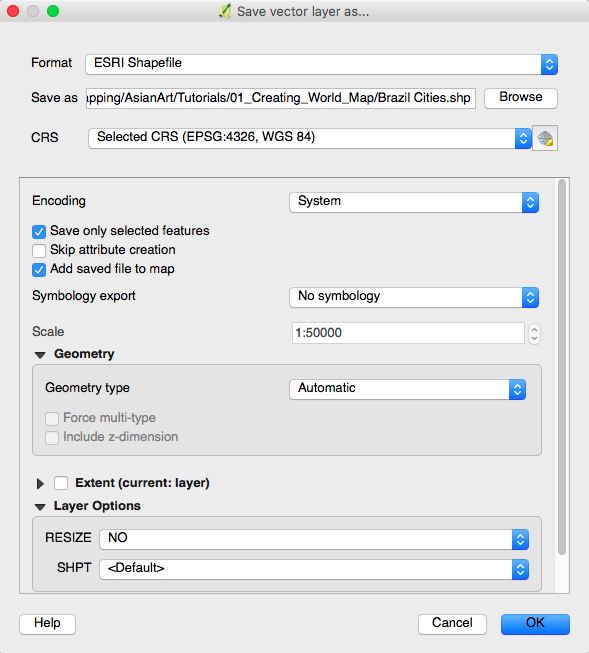 Save vector layer as...
Format ESRI Shapefile
Save as apping/AsianArt/Tutorials/01_Creating_World_Map/Brazil Cities.shp Browse
CRS Selected CRS (EPSG:4326, WGS 84)
Encoding System
Save only selected features
Skip attribute creation
Add saved file to map
Symbology export No symbology
Scale 1:50000
Geometry
Geometry type Automatic
Force multi-type
Include z-dimension
Extent (current: layer)
Layer Options
RESIZE NO
SHPT <Default>
Help Cancel OK